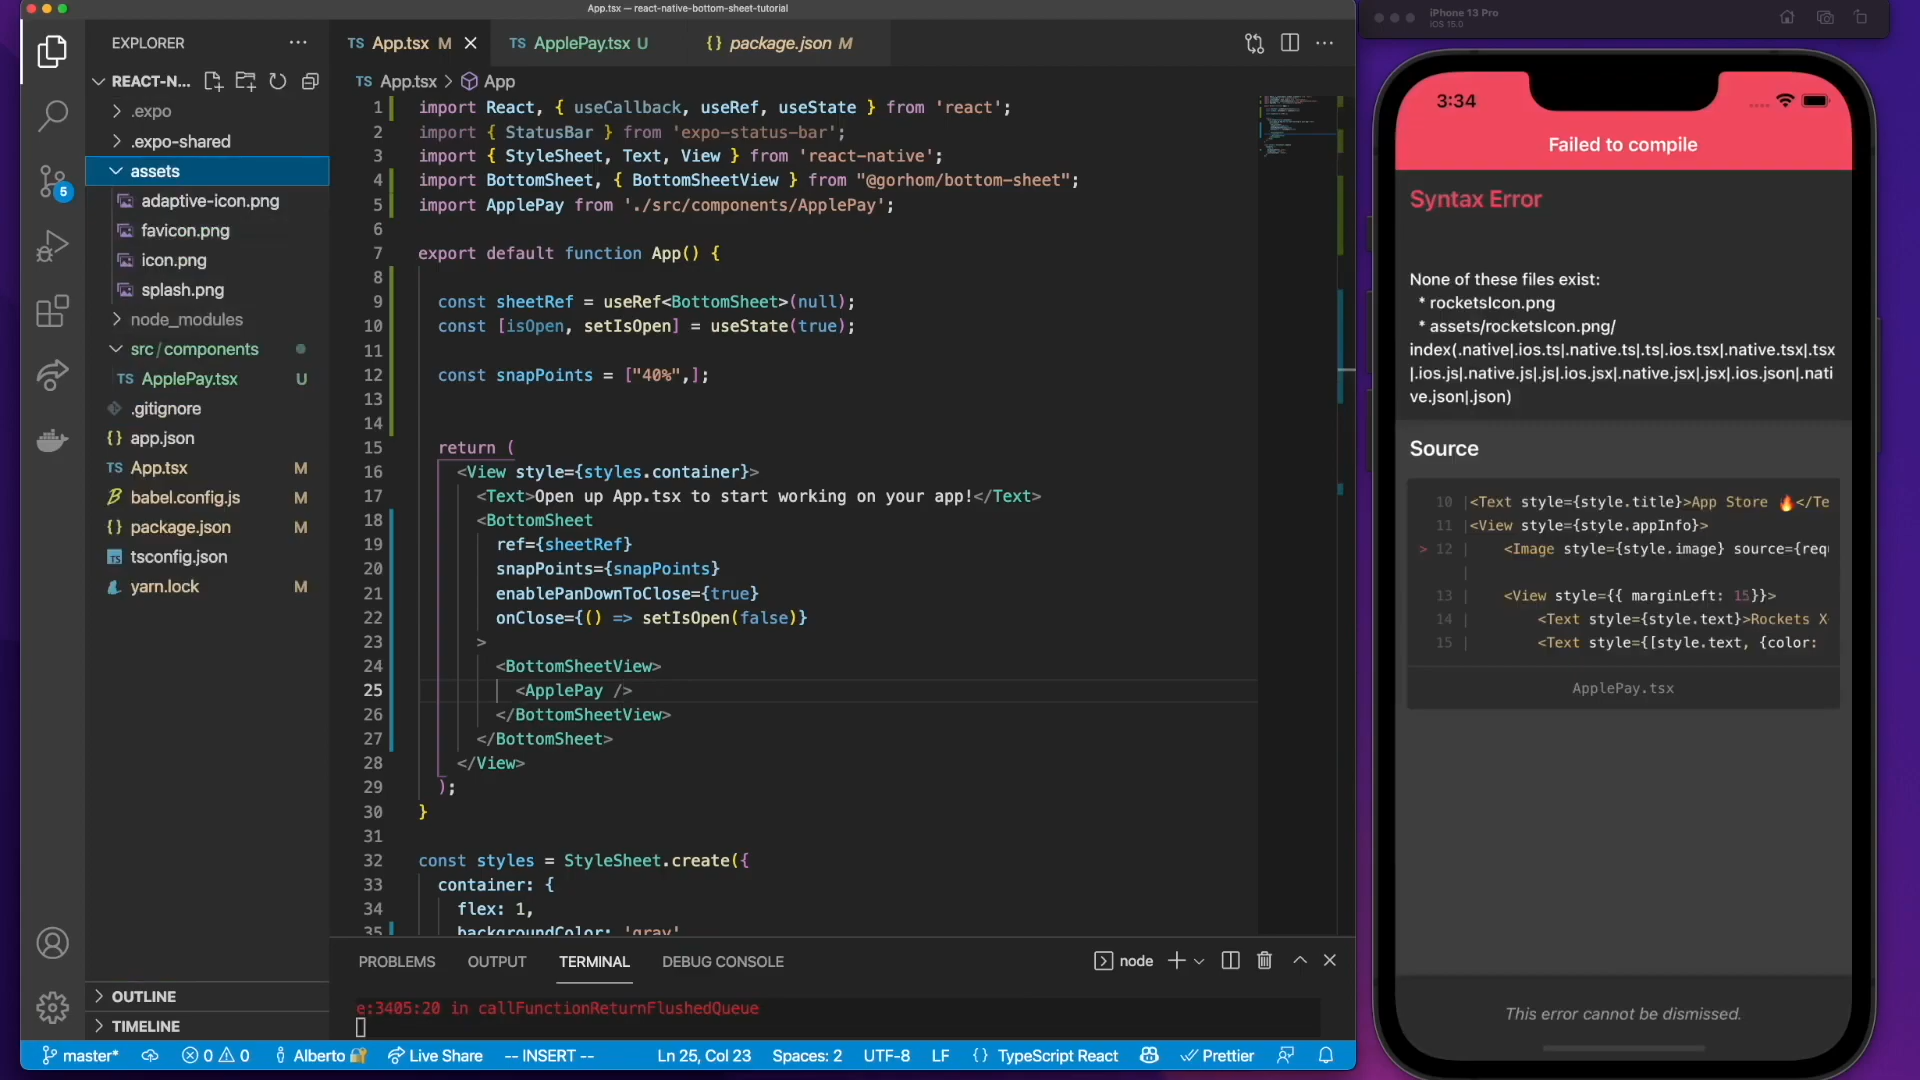 App.tsx — react-native-bottom-sheet-tutorial
EXPLORER
REACT-N...
.expo
.expo-shared
assets
adaptive-icon.png
favicon.png
icon.png
splash.png
node_modules
src/components
TS ApplePay.tsx U
.gitignore
{} app.json
TS App.tsx M
babel.config.js M
{} package.json M
tsconfig.json
yarn.lock M
OUTLINE
TIMELINE
5
TS App.tsx M
TS ApplePay.tsx U
{} package.json M
TS App.tsx > App
1 import React, { useCallback, useRef, useState } from 'react';
2 import { StatusBar } from 'expo-status-bar';
3 import { StyleSheet, Text, View } from 'react-native';
4 import BottomSheet, { BottomSheetView } from "@gorhom/bottom-sheet";
5 import ApplePay from './src/components/ApplePay';
6
7 export default function App() {
8
9 const sheetRef = useRef<BottomSheet>(null);
10 const [isOpen, setIsOpen] = useState(true);
11
12 const snapPoints = ["40%",];
13
14
15 return (
16 <View style={styles.container}>
17 <Text>Open up App.tsx to start working on your app!</Text>
18 <BottomSheet
19 ref={sheetRef}
20 snapPoints={snapPoints}
21 enablePanDownToClose={true}
22 onClose={() => setIsOpen(false)}
23 >
24 <BottomSheetView>
25 <ApplePay />
26 </BottomSheetView>
27 </BottomSheet>
28 </View>
29 );
30 }
31
32 const styles = StyleSheet.create({
33 container: {
34 flex: 1,
35 backgroundColor: 'gray',
PROBLEMS OUTPUT TERMINAL DEBUG CONSOLE
node
e:3405:20 in callFunctionReturnFlushedQueue
master* 0 0 Alberto Live Share -- INSERT -- Ln 25, Col 23 Spaces: 2 UTF-8 LF {} TypeScript React Prettier
iPhone 13 Pro
iOS 15.0
3:34
Failed to compile
Syntax Error
None of these files exist:
* rocketsIcon.png
* assets/rocketsIcon.png/
index(.native|.ios.ts|.native.ts|.ts|.ios.tsx|.native.tsx|.tsx
|.ios.js|.native.js|.js|.ios.jsx|.native.jsx|.jsx|.ios.json|.nati
ve.json|.json)
Source
10 |<Text style={style.title}>App Store 🔥</Te
11 |<View style={style.appInfo}>
> 12 | <Image style={style.image} source={requ
|
13 | <View style={{ marginLeft: 15}}>
14 | <Text style={style.text}>Rockets X
15 | <Text style={[style.text, {color:
ApplePay.tsx
This error cannot be dismissed.